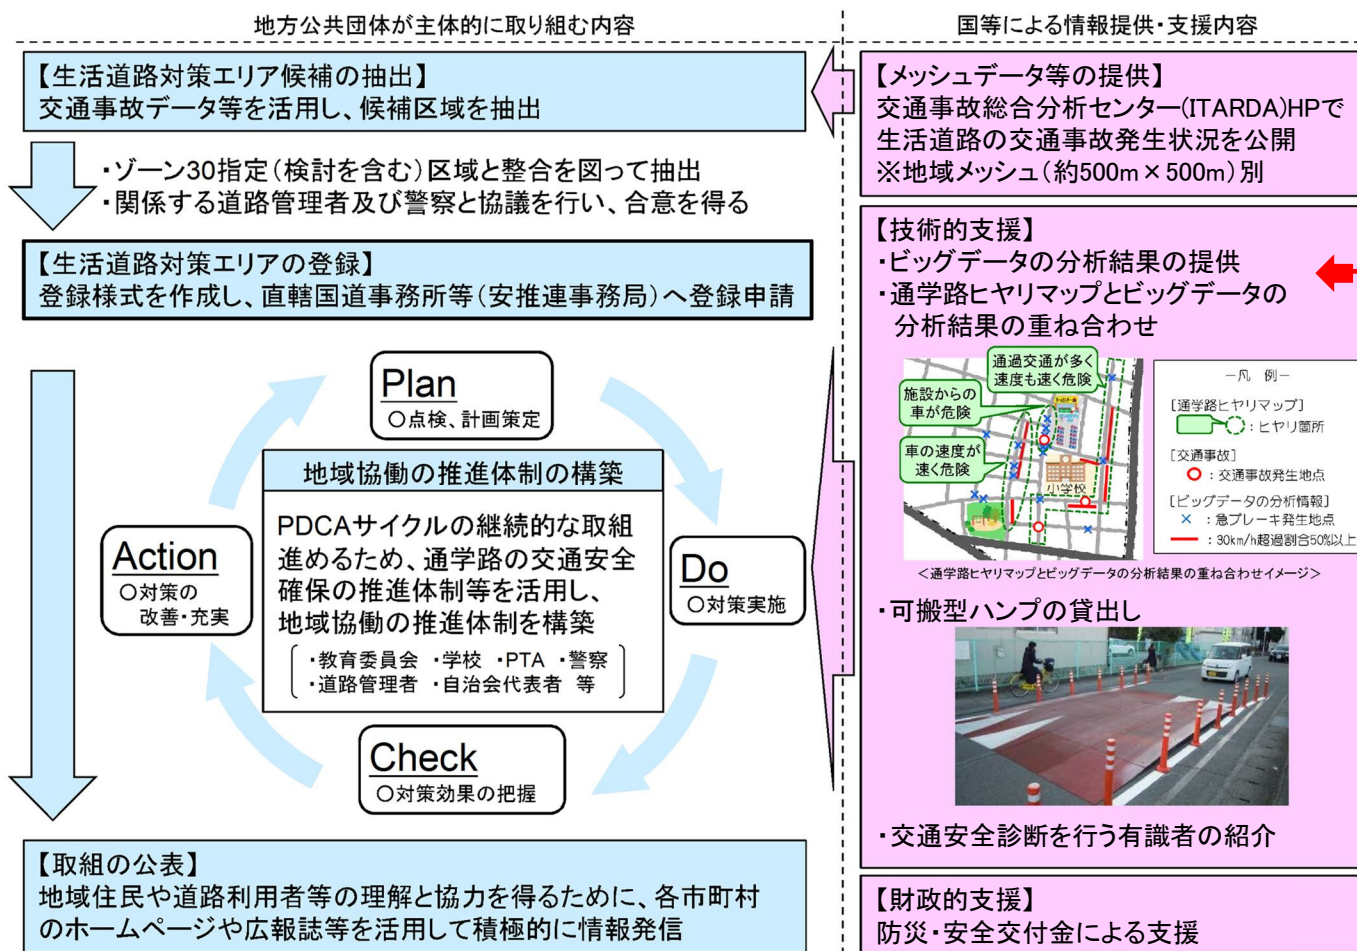 地方公共団体が主体的に取り組む内容
国等による情報提供・支援内容
【生活道路対策エリア候補の抽出】
交通事故データ等を活用し、候補区域を抽出
・ゾーン30指定（検討を含む）区域と整合を図って抽出
・関係する道路管理者及び警察と協議を行い、合意を得る
【生活道路対策エリアの登録】
登録様式を作成し、直轄国道事務所等（安推連事務局）へ登録申請
Plan
○点検、計画策定
地域協働の推進体制の構築
PDCAサイクルの継続的な取組
進めるため、通学路の交通安全
確保の推進体制等を活用し、
地域協働の推進体制を構築
・教育委員会 ・学校 ・PTA ・警察
・道路管理者 ・自治会代表者 等
Action
○対策の
改善・充実
Do
○対策実施
Check
○対策効果の把握
【取組の公表】
地域住民や道路利用者等の理解と協力を得るために、各市町村
のホームページや広報誌等を活用して積極的に情報発信
【メッシュデータ等の提供】
交通事故総合分析センター(ITARDA)HPで
生活道路の交通事故発生状況を公開
※地域メッシュ（約500m×500m）別
【技術的支援】
・ビッグデータの分析結果の提供
・通学路ヒヤリマップとビッグデータの
分析結果の重ね合わせ
通過交通が多く
速度も速く危険
施設からの
車が危険
車の速度が
速く危険
小学校
－凡 例－
[通学路ヒヤリマップ]
：ヒヤリ箇所
[交通事故]
：交通事故発生地点
[ビッグデータの分析情報]
× ：急ブレーキ発生地点
：30km/h超過割合50%以上
＜通学路ヒヤリマップとビッグデータの分析結果の重ね合わせイメージ＞
・可搬型ハンプの貸出し
・交通安全診断を行う有識者の紹介
【財政的支援】
防災・安全交付金による支援